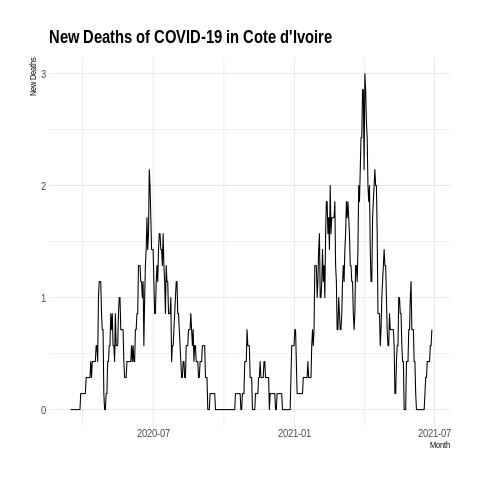 New Deaths of COVID-19 in Cote d'Ivoire
New Deaths
3
2
1
0
2020-07
2021-01
2021-07
Month